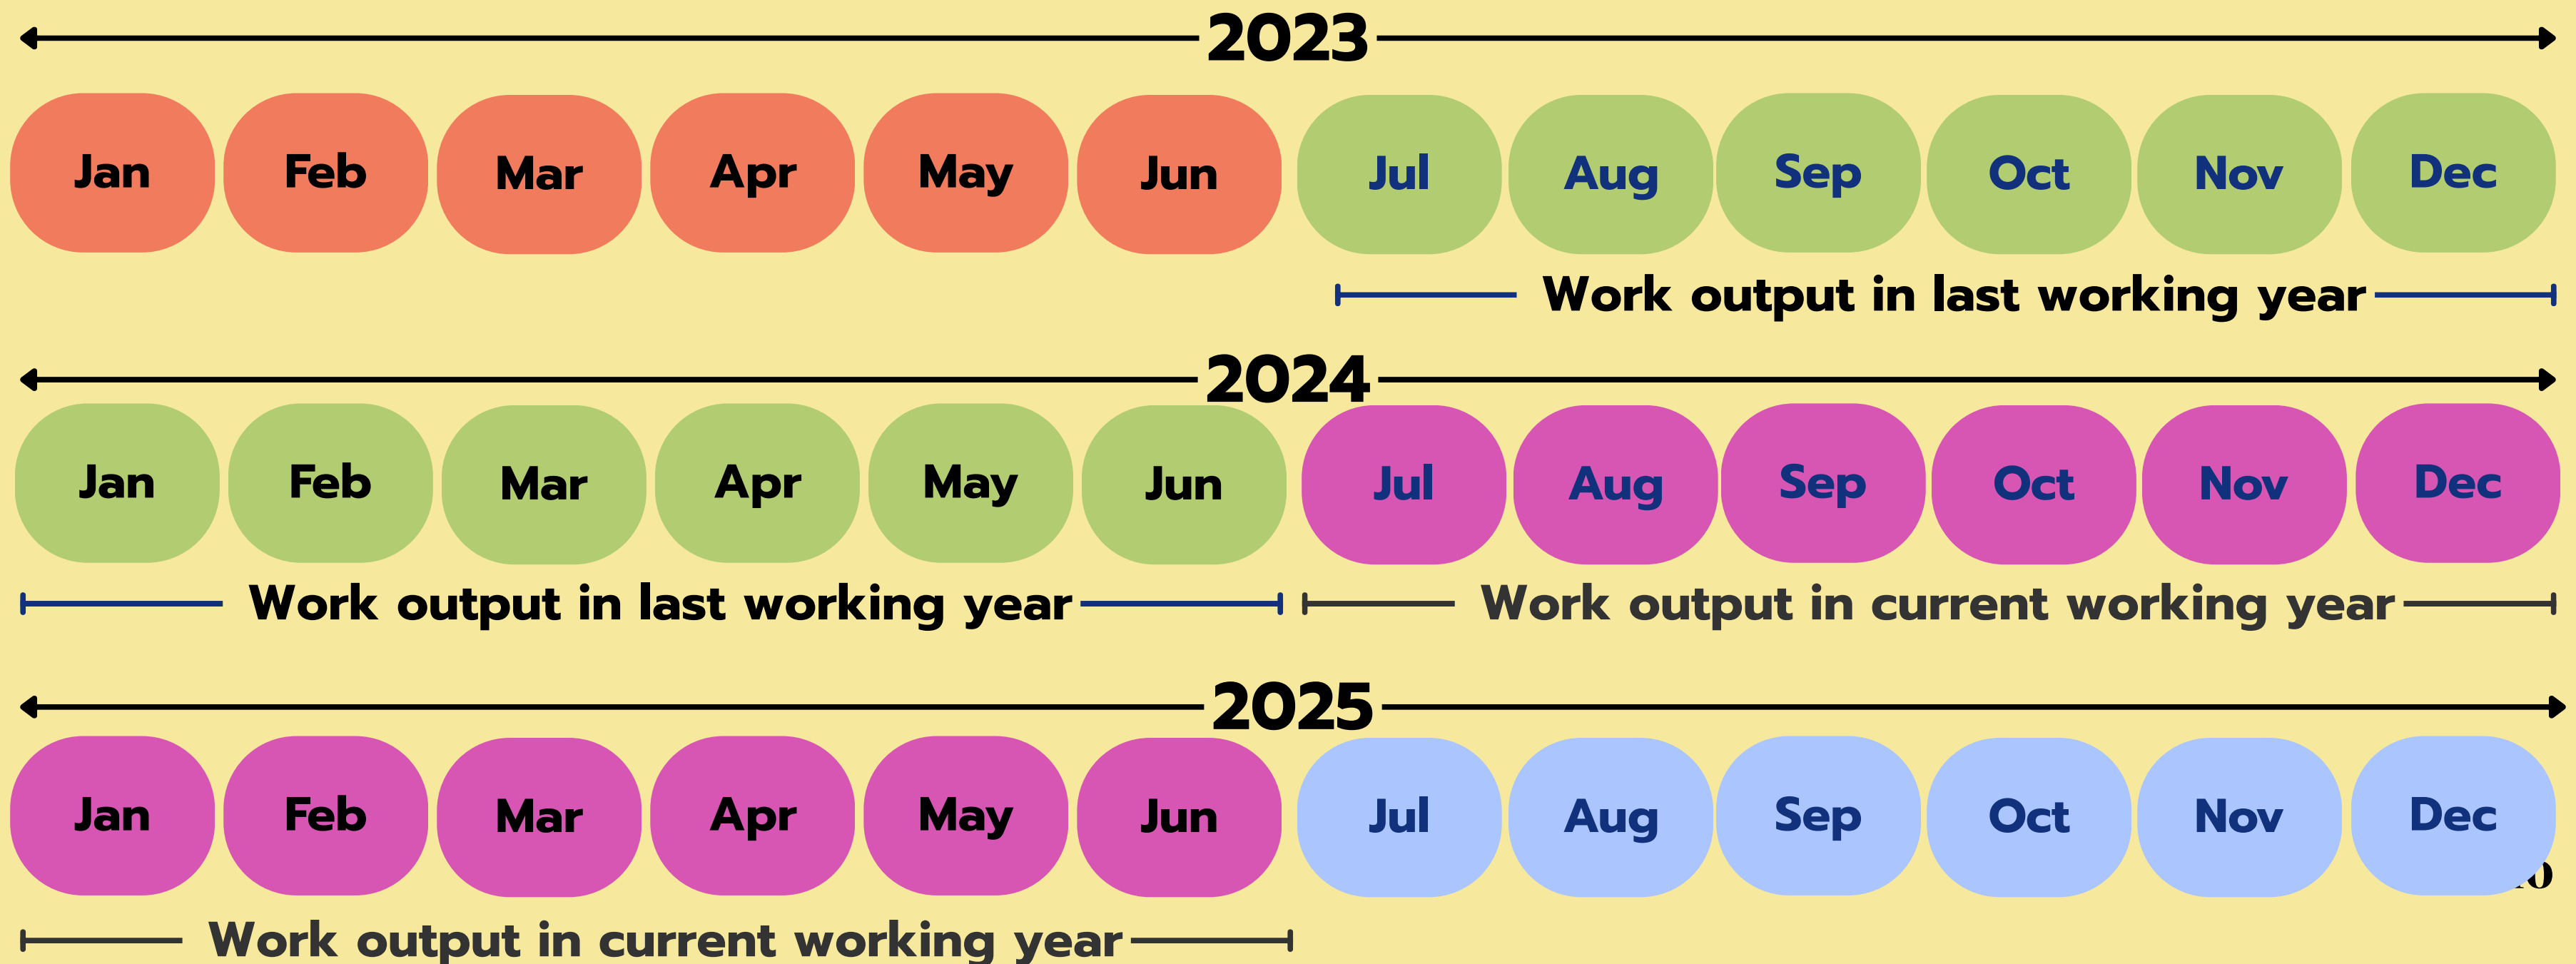 2023
Jan Feb Mar Apr May Jun Jul Aug Sep Oct Nov Dec
Work output in last working year
2024
Jan Feb Mar Apr May Jun Jul Aug Sep Oct Nov Dec
Work output in last working year Work output in current working year
2025
Jan Feb Mar Apr May Jun Jul Aug Sep Oct Nov Dec
Work output in current working year